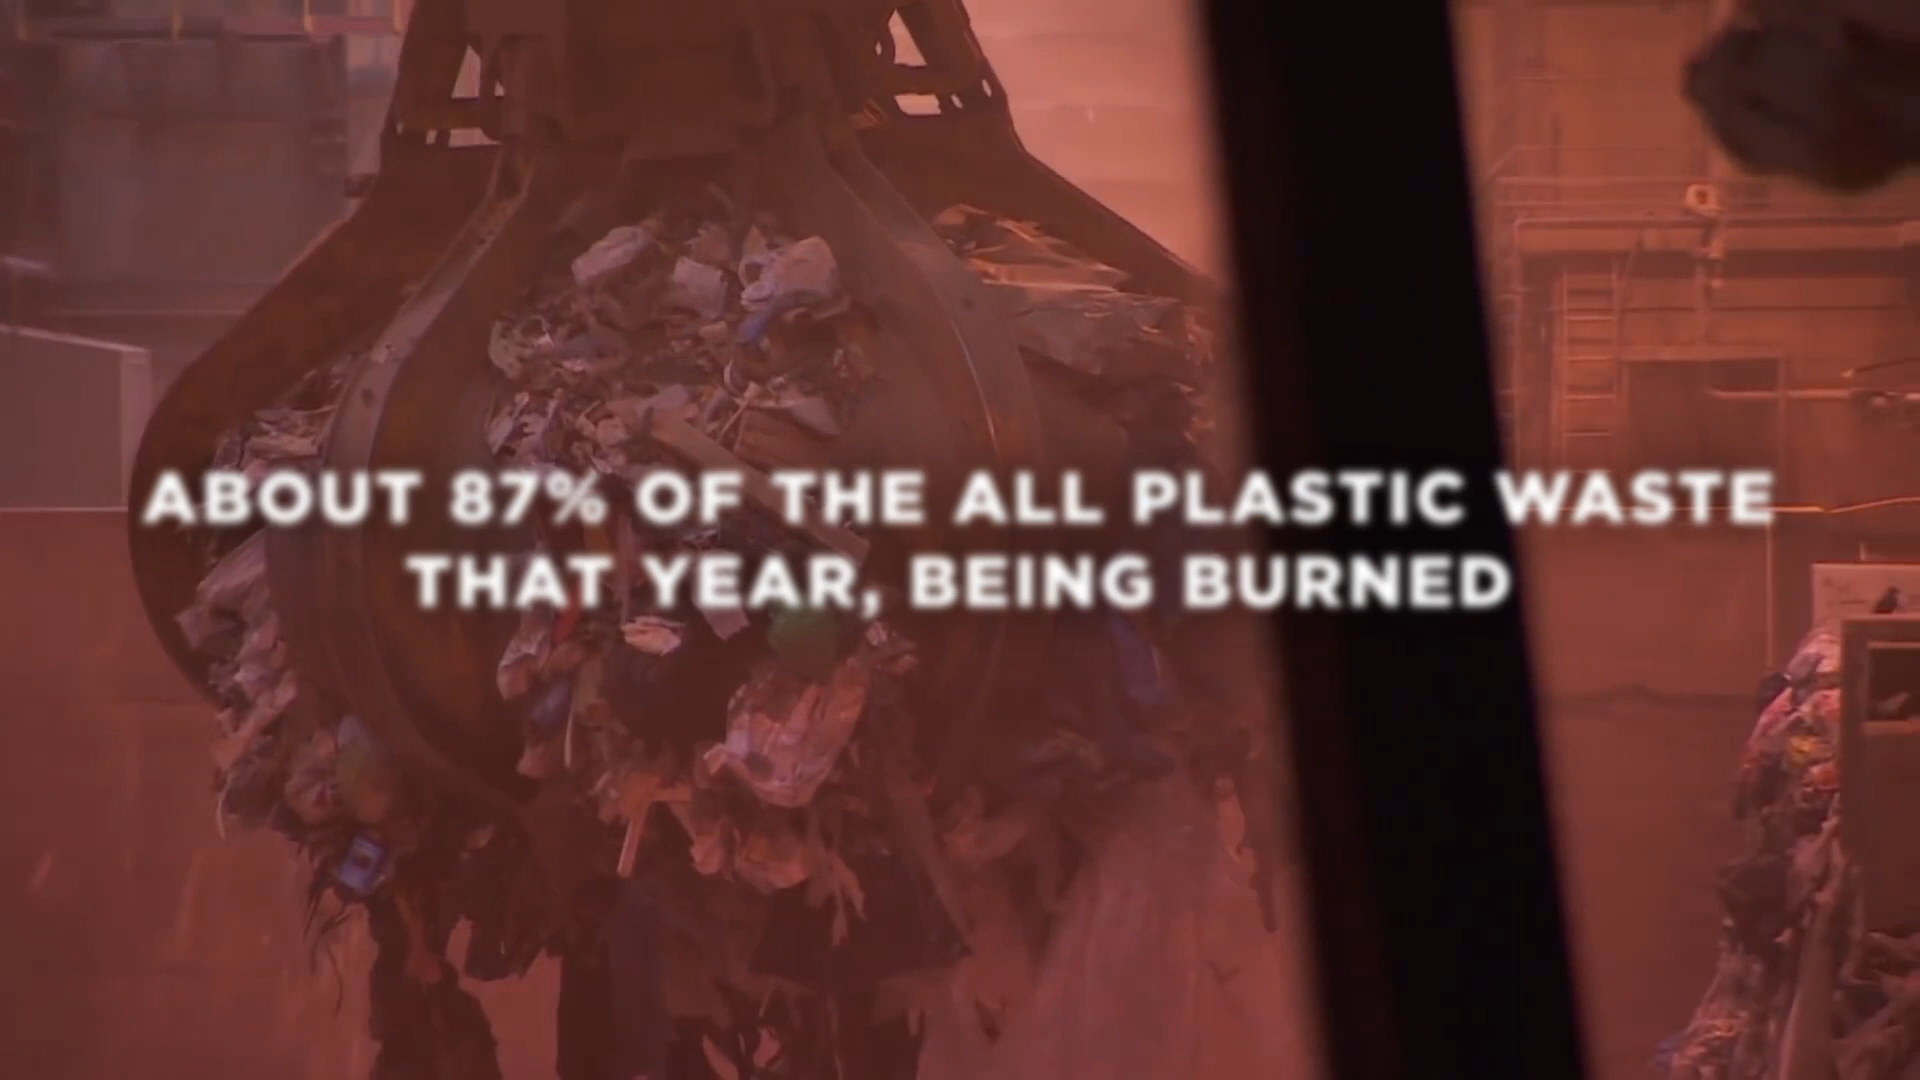 ABOUT 87% OF THE ALL PLASTIC WASTE
THAT YEAR, BEING BURNED